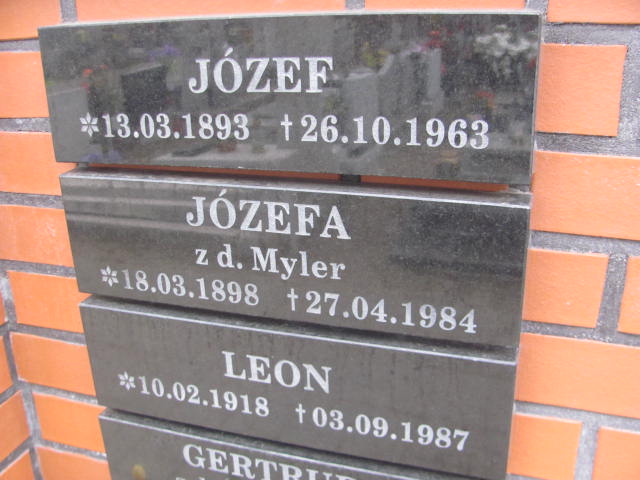 JÓZEF
*13.03.1893 †26.10.1963
JÓZEFA
z d. Myler
*18.03.1898 †27.04.1984
LEON
*10.02.1918 †03.09.1987